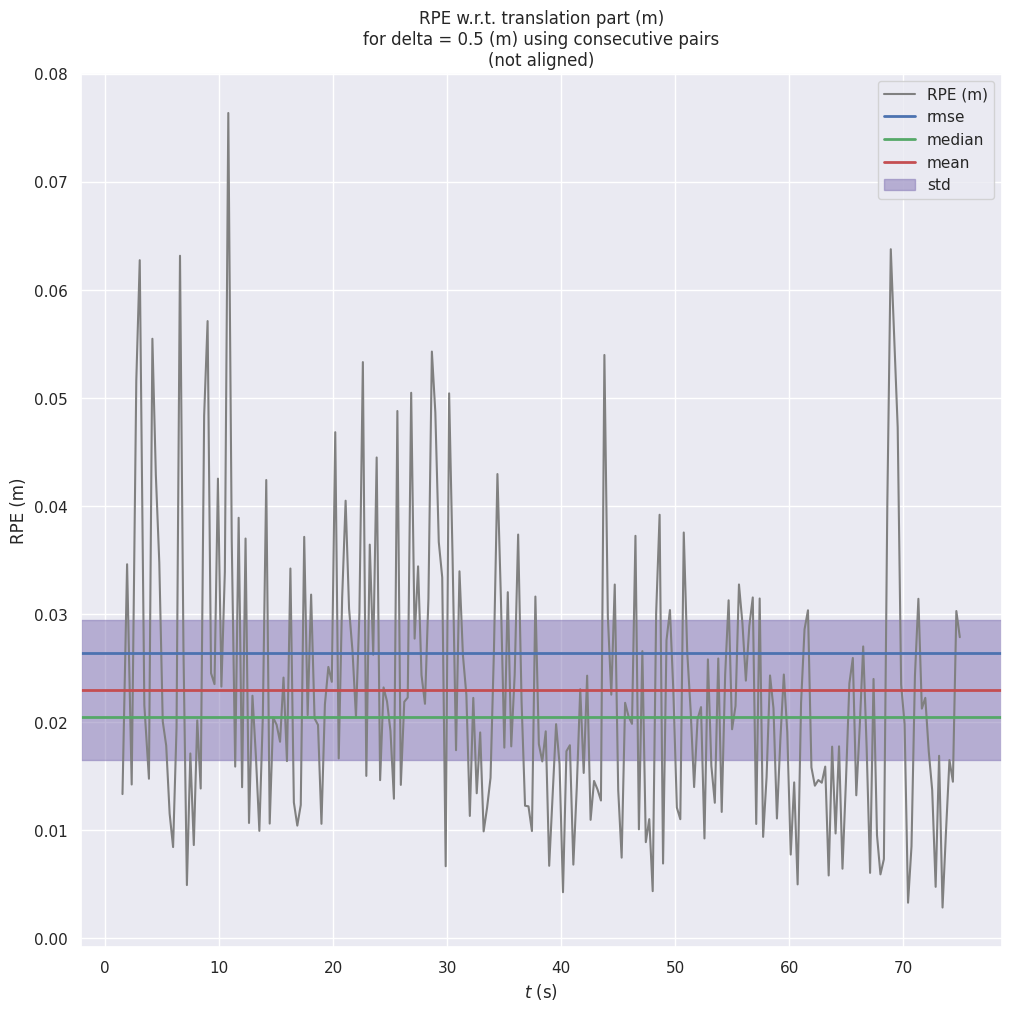 RPE w.r.t. translation part (m)
for delta = 0.5 (m) using consecutive pairs
(not aligned)
RPE (m)
rmse
median
mean
std
RPE (m)
0.08
0.07
0.06
0.05
0.04
0.03
0.02
0.01
0.00
0 10 20 30 40 50 60 70
t (s)